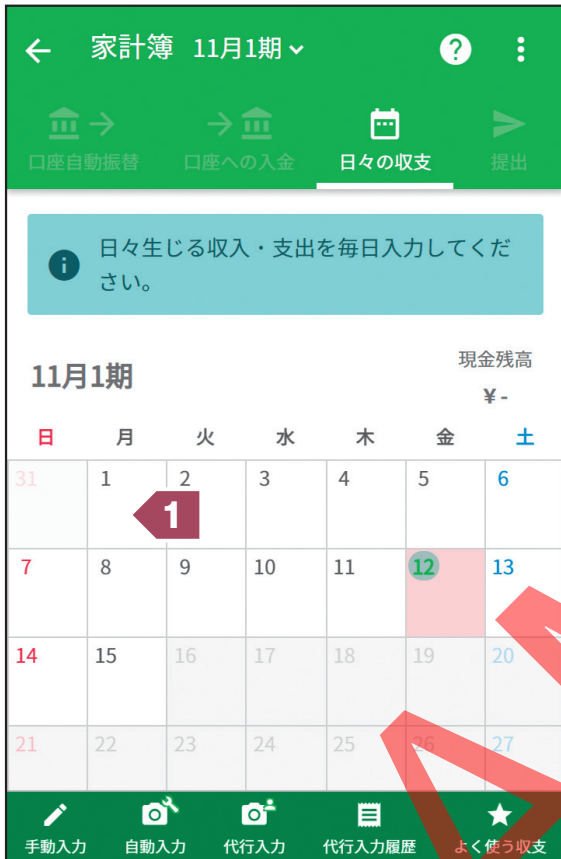 家計簿 11月1期
口座自動振替 口座への入金 日々の収支 提出
日々生じる収入・支出を毎日入力してくだ
さい。
現金残高
11月1期
¥ -
日 月 火 水 木 金 土
31 1 2 3 4 5 6
1
7 8 9 10 11 12 13
14 15 16 17 18 19 20
21 22 23 24 25 26 27
手動入力 自動入力 代行入力 代行入力履歴 よく使う収支